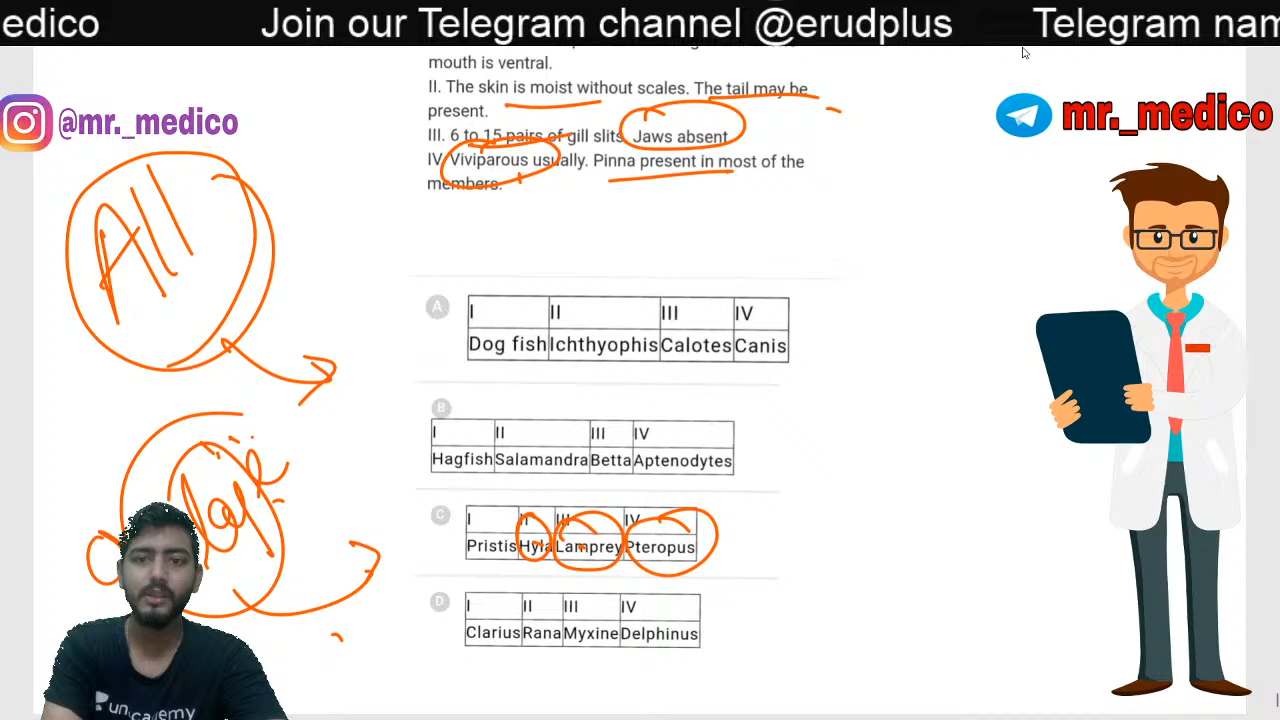 edico Join our Telegram channel @erudplus Telegram nam
mouth is ventral.
II. The skin is moist without scales. The tail may be
present.
III. 6 to 15 pairs of gill slits. Jaws absent
IV. Viviparous usually. Pinna present in most of the
members.
@mr._medico
mr._medico
All
A
I II III IV
Dog fish Ichthyophis Calotes Canis
B
I II III IV
Hagfish Salamandra Betta Aptenodytes
C
I II III IV
Pristis Hyla Lamprey Pteropus
D
I II III IV
Clarius Rana Myxine Delphinus